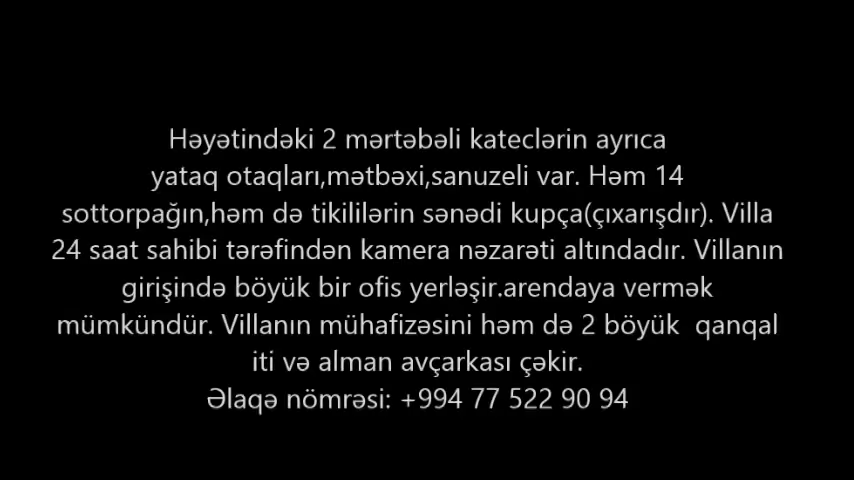 Həyətindəki 2 mərtəbəli kateclərin ayrıca
yataq otaqları,mətbəxi,sanuzeli var. Həm 14
sottorpağın,həm də tikililərin sənədi kupça(çıxarışdır). Villa
24 saat sahibi tərəfindən kamera nəzarəti altındadır. Villanın
girişində böyük bir ofis yerləşir.arendaya vermək
mümkündür. Villanın mühafizəsini həm də 2 böyük  qanqal
iti və alman avçarkası çəkir.
Əlaqə nömrəsi: +994 77 522 90 94